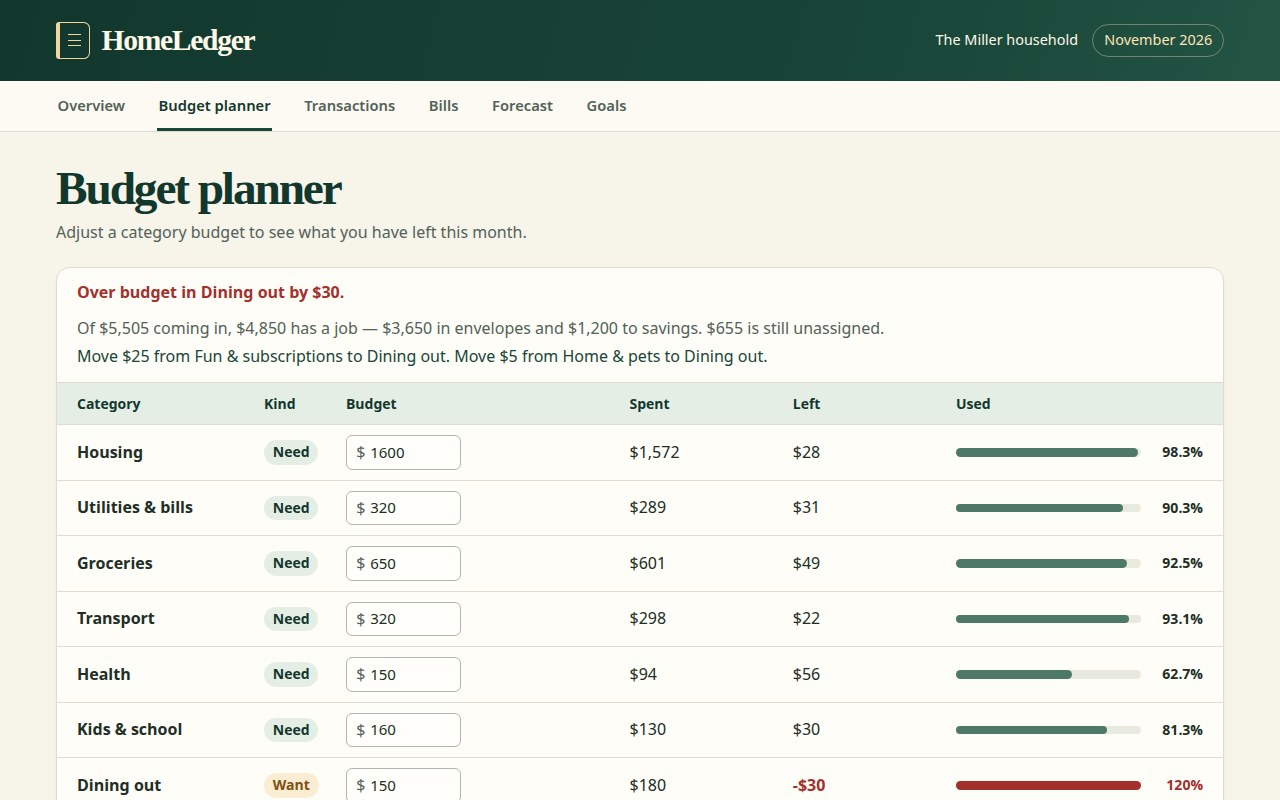 HomeLedger
The Miller household November 2026
Overview Budget planner Transactions Bills Forecast Goals
Budget planner
Adjust a category budget to see what you have left this month.
Over budget in Dining out by $30.
Of $5,505 coming in, $4,850 has a job — $3,650 in envelopes and $1,200 to savings. $655 is still unassigned.
Move $25 from Fun & subscriptions to Dining out. Move $5 from Home & pets to Dining out.
Category Kind Budget Spent Left Used
Housing Need $ 1600 $1,572 $28 98.3%
Utilities & bills Need $ 320 $289 $31 90.3%
Groceries Need $ 650 $601 $49 92.5%
Transport Need $ 320 $298 $22 93.1%
Health Need $ 150 $94 $56 62.7%
Kids & school Need $ 160 $130 $30 81.3%
Dining out Want $ 150 $180 -$30 120%